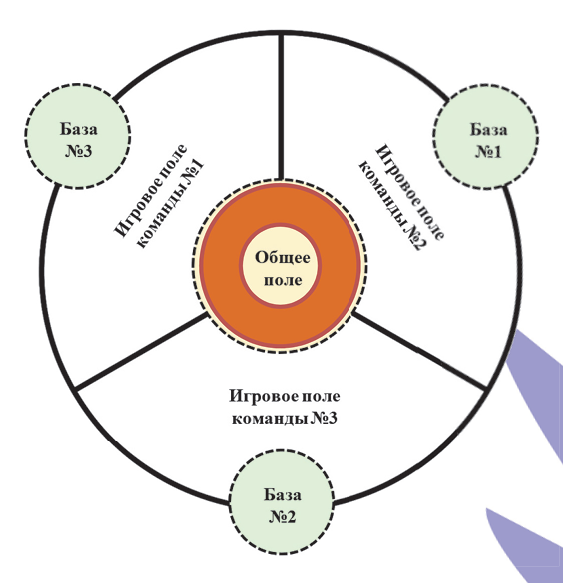 База
№3
База
№1
Игровое поле
команды №1
Игровое поле
команды №2
Общее
поле
Игровое поле
команды №3
База
№2